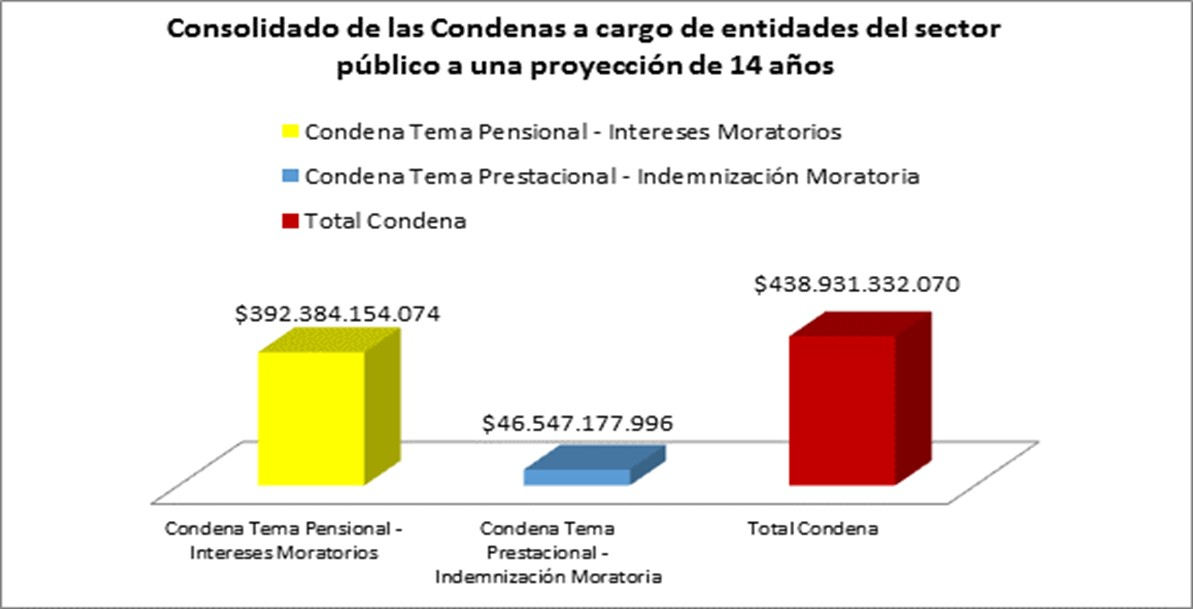 Consolidado de las Condenas a cargo de entidades del sector
público a una proyección de 14 años
Condena Tema Pensional - Intereses Moratorios
Condena Tema Prestacional - Indemnización Moratoria
Total Condena
$392.384.154.074
$46.547.177.996
$438.931.332.070
Condena Tema Pensional -
Intereses Moratorios
Condena Tema
Prestacional -
Indemnización Moratoria
Total Condena